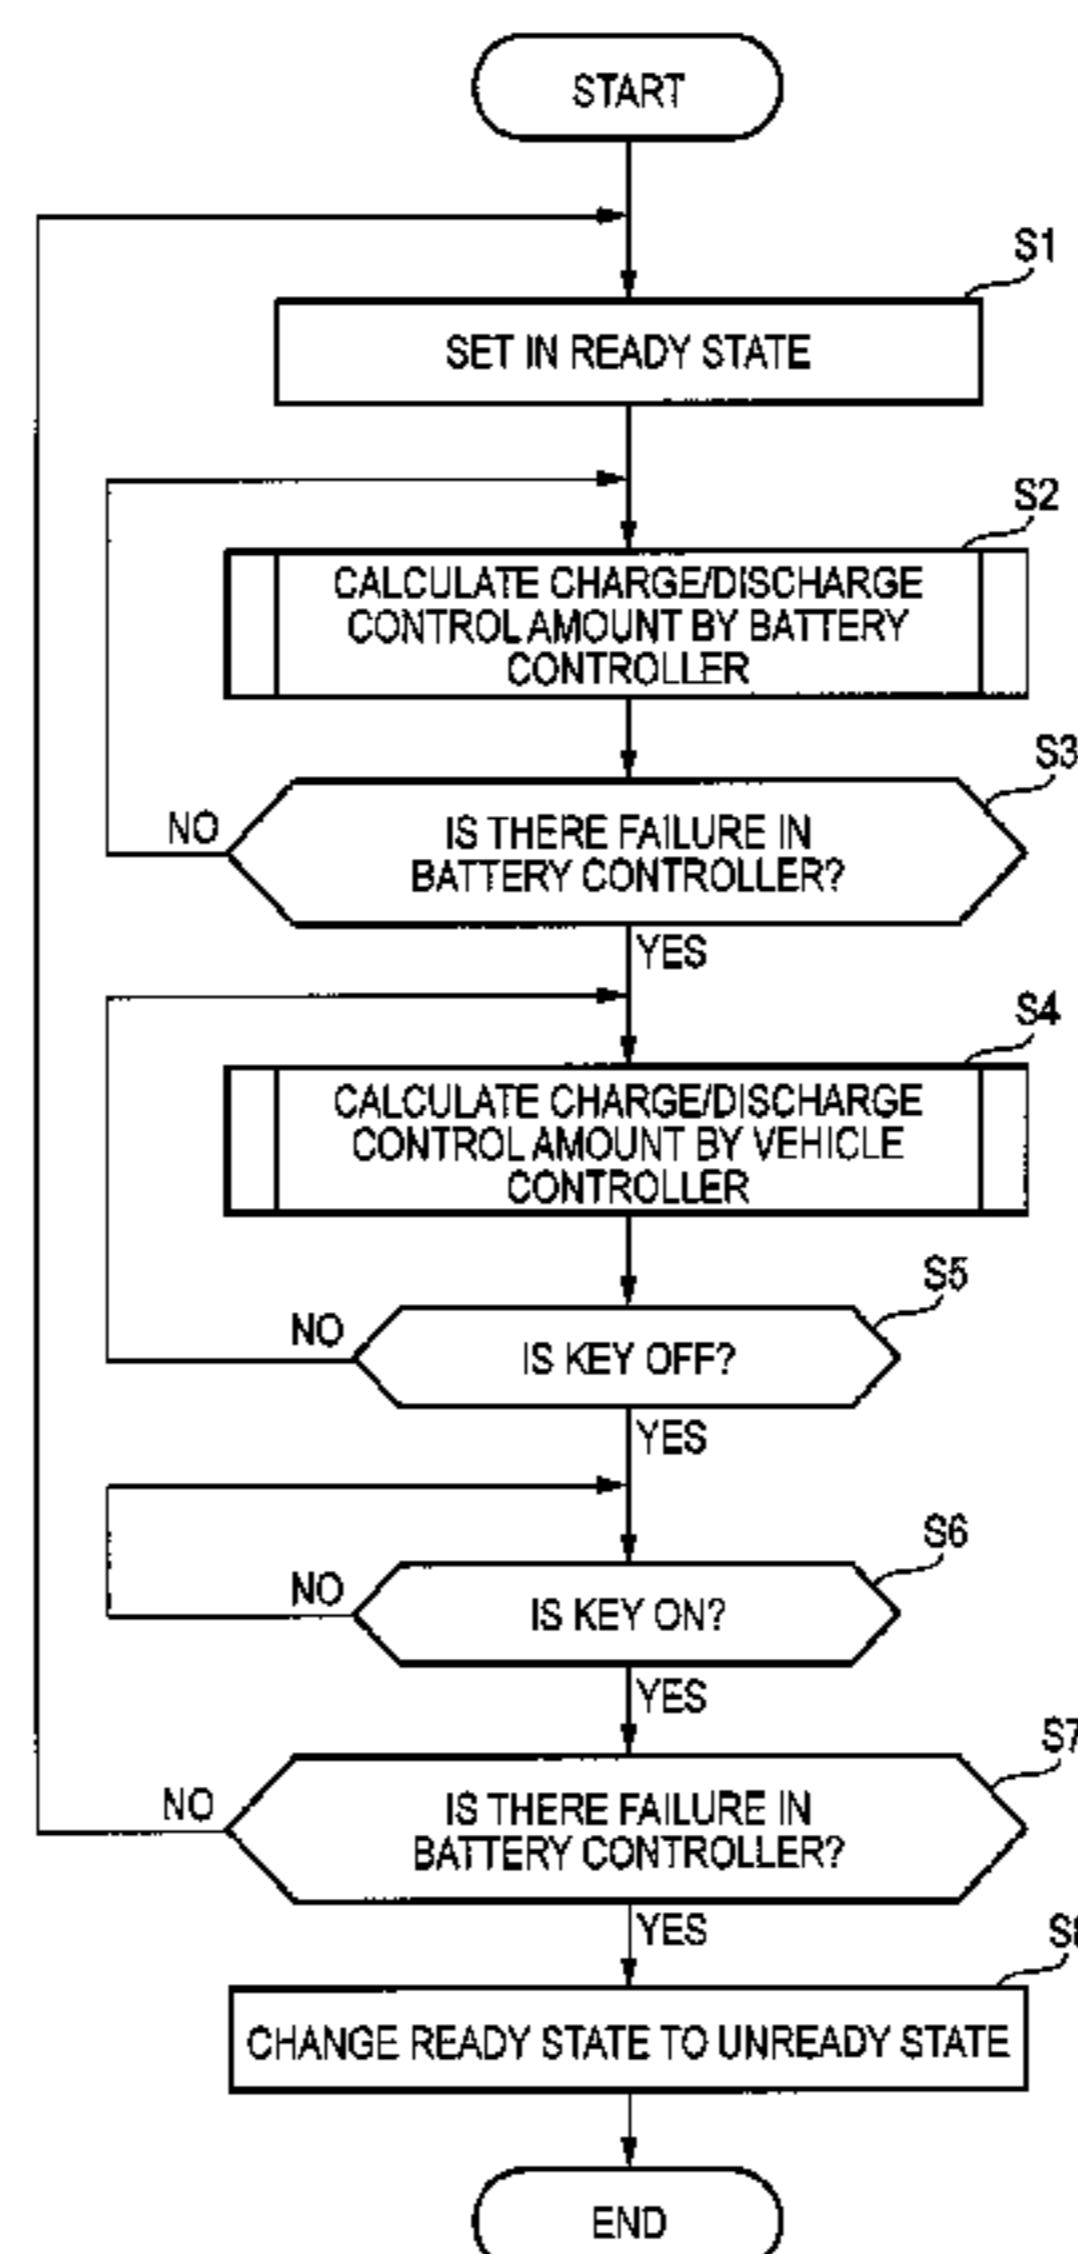 START
S1
SET IN READY STATE
S2
CALCULATE CHARGE/DISCHARGE
CONTROL AMOUNT BY BATTERY
CONTROLLER
S3
IS THERE FAILURE IN
BATTERY CONTROLLER?
NO
YES
S4
CALCULATE CHARGE/DISCHARGE
CONTROL AMOUNT BY VEHICLE
CONTROLLER
S5
IS KEY OFF?
NO
YES
S6
IS KEY ON?
NO
YES
S7
IS THERE FAILURE IN
BATTERY CONTROLLER?
NO
YES
S8
CHANGE READY STATE TO UNREADY STATE
END